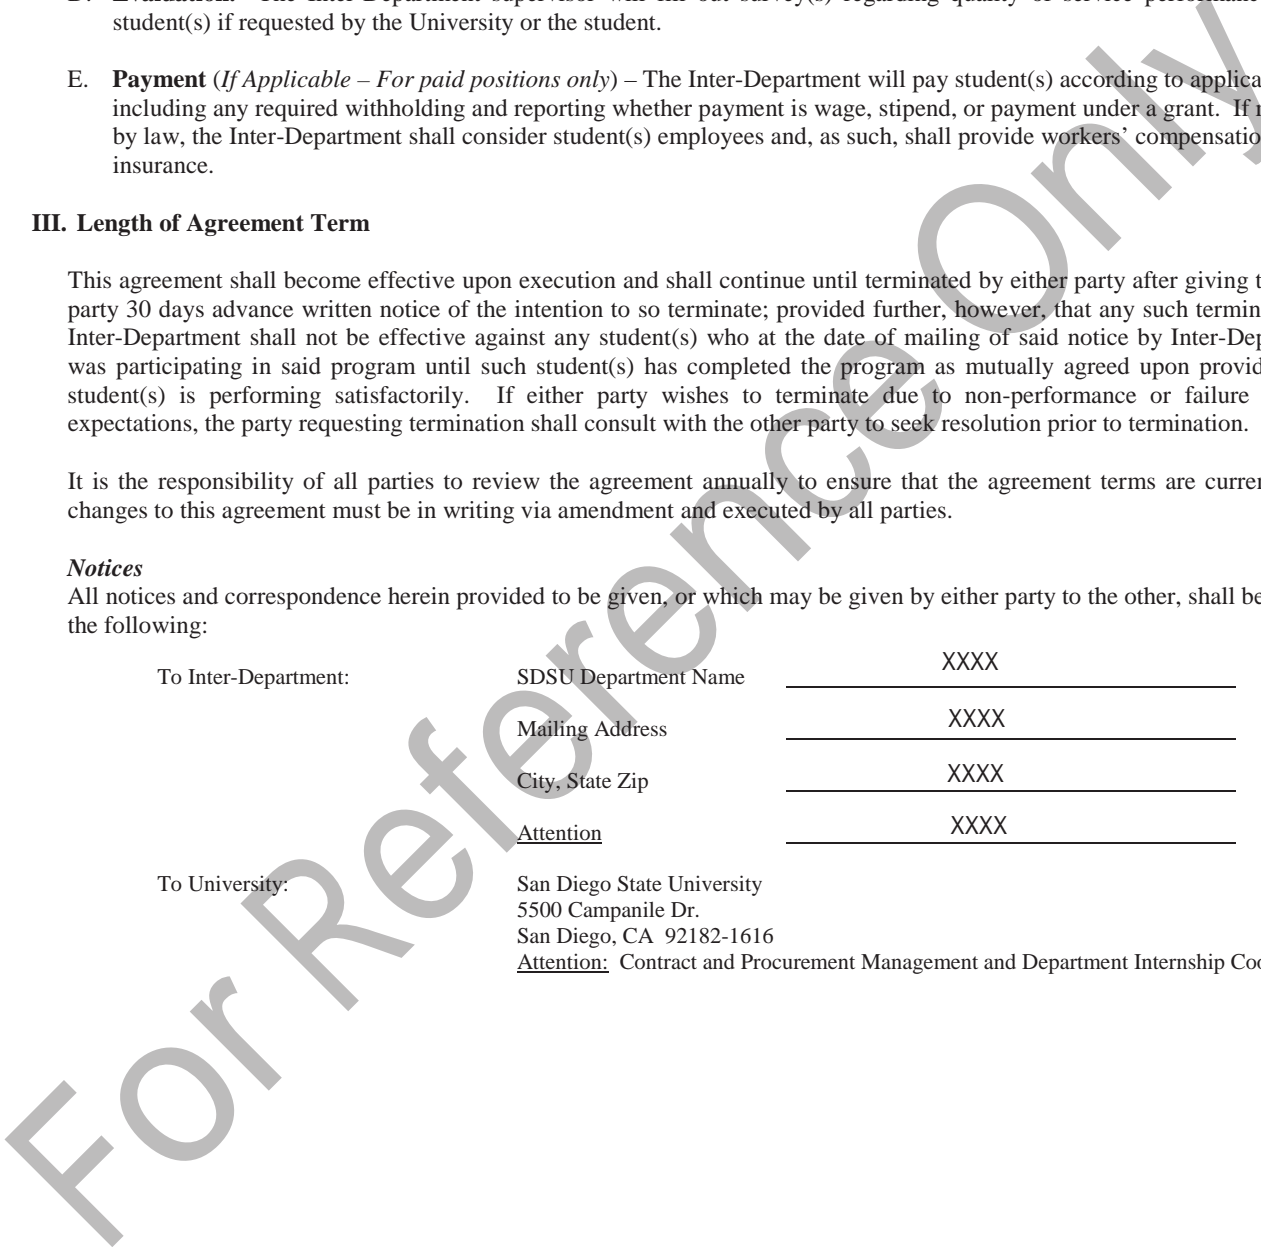 student(s) if requested by the University or the student.
E. Payment (If Applicable – For paid positions only) – The Inter-Department will pay student(s) according to
including any required withholding and reporting whether payment is wage, stipend, or payment under a grant. If
by law, the Inter-Department shall consider student(s) employees and, as such, shall provide workers'
insurance.
III. Length of Agreement Term
This agreement shall become effective upon execution and shall continue until terminated by either party after giving
party 30 days advance written notice of the intention to so terminate; provided further, however, that any such
Inter-Department shall not be effective against any student(s) who at the date of mailing of said notice by
was participating in said program until such student(s) has completed the program as mutually agreed upon
student(s) is performing satisfactorily. If either party wishes to terminate due to non-performance or failure
expectations, the party requesting termination shall consult with the other party to seek resolution prior to termination.
It is the responsibility of all parties to review the agreement annually to ensure that the agreement terms are
changes to this agreement must be in writing via amendment and executed by all parties.
Notices
All notices and correspondence herein provided to be given, or which may be given by either party to the other, shall be
the following:
To Inter-Department: SDSU Department Name XXXX
Mailing Address XXXX
City, State Zip XXXX
Attention XXXX
To University: San Diego State University
5500 Campanile Dr.
San Diego, CA 92182-1616
Attention: Contract and Procurement Management and Department Internship
For Reference Only